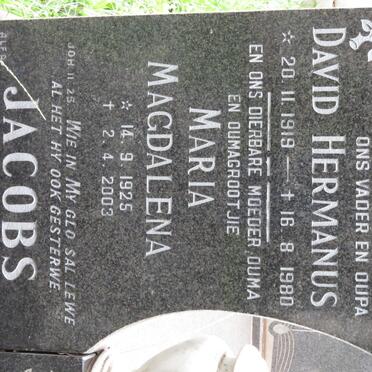 ONS VADER EN OUPA
DAVID HERMANUS
☆ 20. 11. 1919 — † 16. 8. 1980
EN ONS DIERBARE MOEDER, OUMA
EN OUMAGROOTJIE
MARIA
MAGDALENA
☆ 14. 9. 1925
† 2. 4. 2003
JOH 11:25 WIE IN MY GLO SAL LEWE
AL HET HY OOK GESTERWE
JACOBS